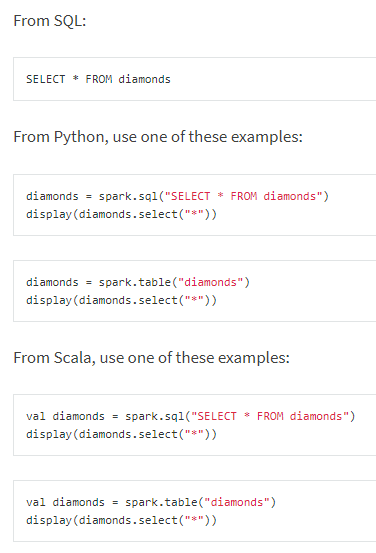 From SQL:
SELECT * FROM diamonds
From Python, use one of these examples:
diamonds = spark.sql("SELECT * FROM diamonds")
display(diamonds.select("*"))
diamonds = spark.table("diamonds")
display(diamonds.select("*"))
From Scala, use one of these examples:
val diamonds = spark.sql("SELECT * FROM diamonds")
display(diamonds.select("*"))
val diamonds = spark.table("diamonds")
display(diamonds.select("*"))